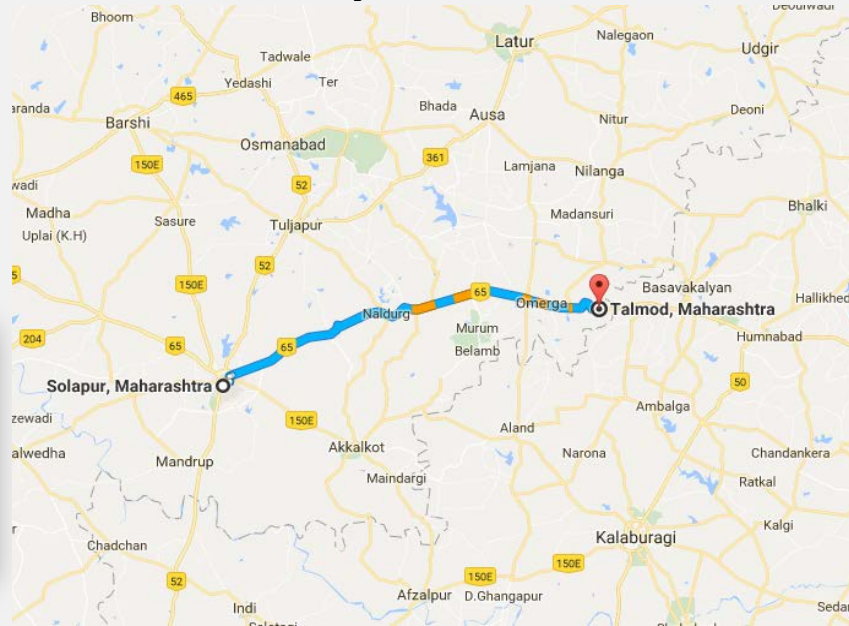 Deourwadi
Bhoom
Latur
Nalegaon
Udgir
Tadwale
Yedashi
Ter
465
Bhada
Ausa
Deoni
aranda
Barshi
Nitur
Osmanabad
150E
361
Lamjana
Nilanga
wadi
52
Madha
Sasure
Tuljapur
Madansuri
Bhalki
Uplai (K.H)
52
5
150E
65
Basavakalyan
Naldurg
Omerga
Talmod, Maharashtra
Hallikhed
Murum
204
65
65
Belamb
Humnabad
Solapur, Maharashtra
50
zewadi
150E
Ambalga
Aland
alwedha
Akkalkot
Mandrup
Narona
Chandankera
Maindargi
Ratkal
Kalaburagi
Kalgi
Chadchan
150E
150E
52
Afzalpur
D.Ghangapur
Indi
Sedar